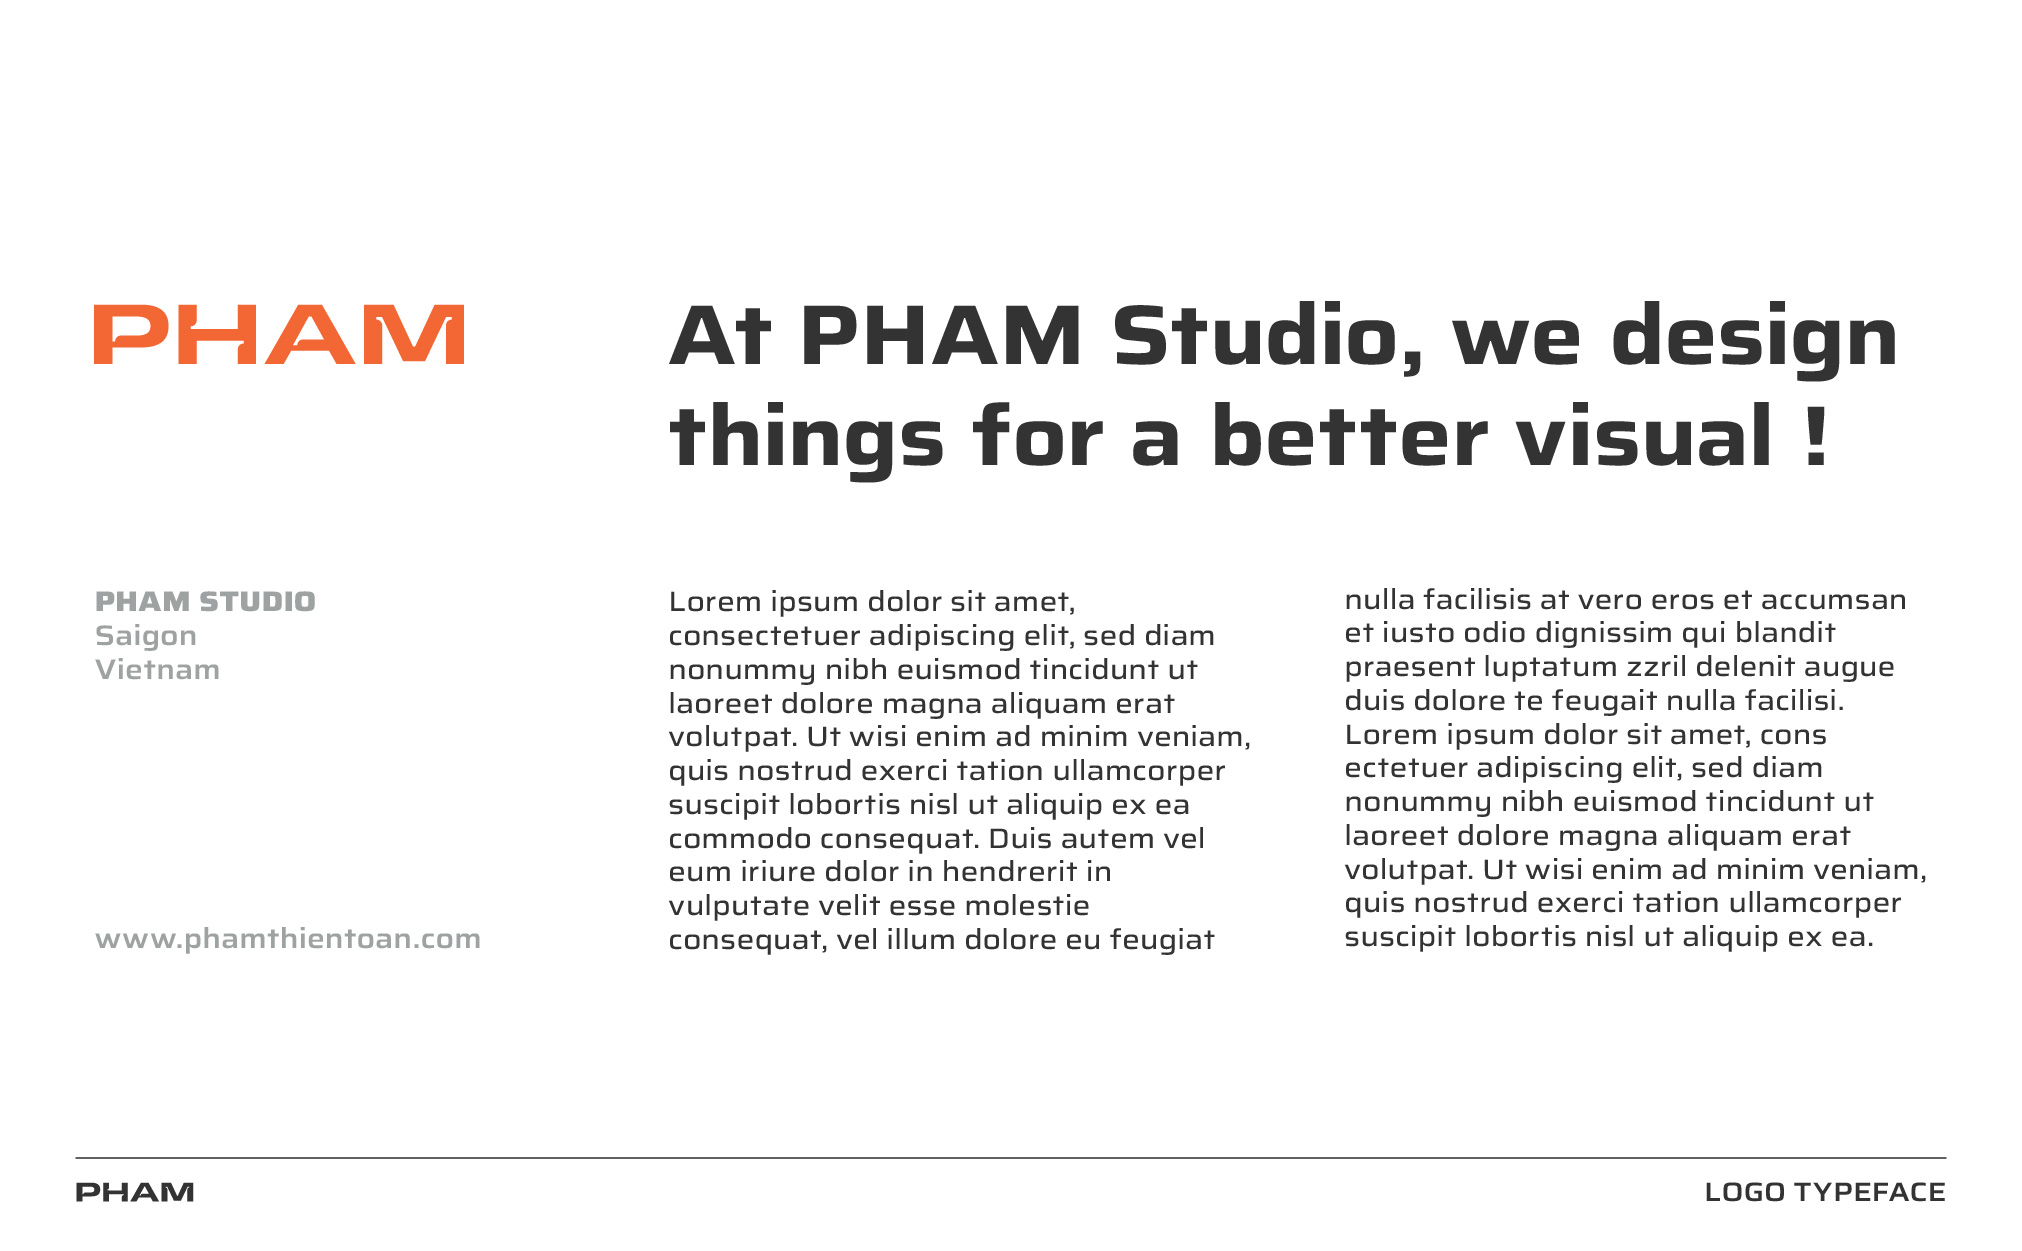 PHAM
At PHAM Studio, we design
things for a better visual !
PHAM STUDIO
Saigon
Vietnam
www.phamthientoan.com
Lorem ipsum dolor sit amet,
consectetuer adipiscing elit, sed diam
nonummy nibh euismod tincidunt ut
laoreet dolore magna aliquam erat
volutpat. Ut wisi enim ad minim veniam,
quis nostrud exerci tation ullamcorper
suscipit lobortis nisl ut aliquip ex ea
commodo consequat. Duis autem vel
eum iriure dolor in hendrerit in
vulputate velit esse molestie
consequat, vel illum dolore eu feugiat
nulla facilisis at vero eros et accumsan
et iusto odio dignissim qui blandit
praesent luptatum zzril delenit augue
duis dolore te feugait nulla facilisi.
Lorem ipsum dolor sit amet, cons
ectetuer adipiscing elit, sed diam
nonummy nibh euismod tincidunt ut
laoreet dolore magna aliquam erat
volutpat. Ut wisi enim ad minim veniam,
quis nostrud exerci tation ullamcorper
suscipit lobortis nisl ut aliquip ex ea.
PHAM
LOGO TYPEFACE